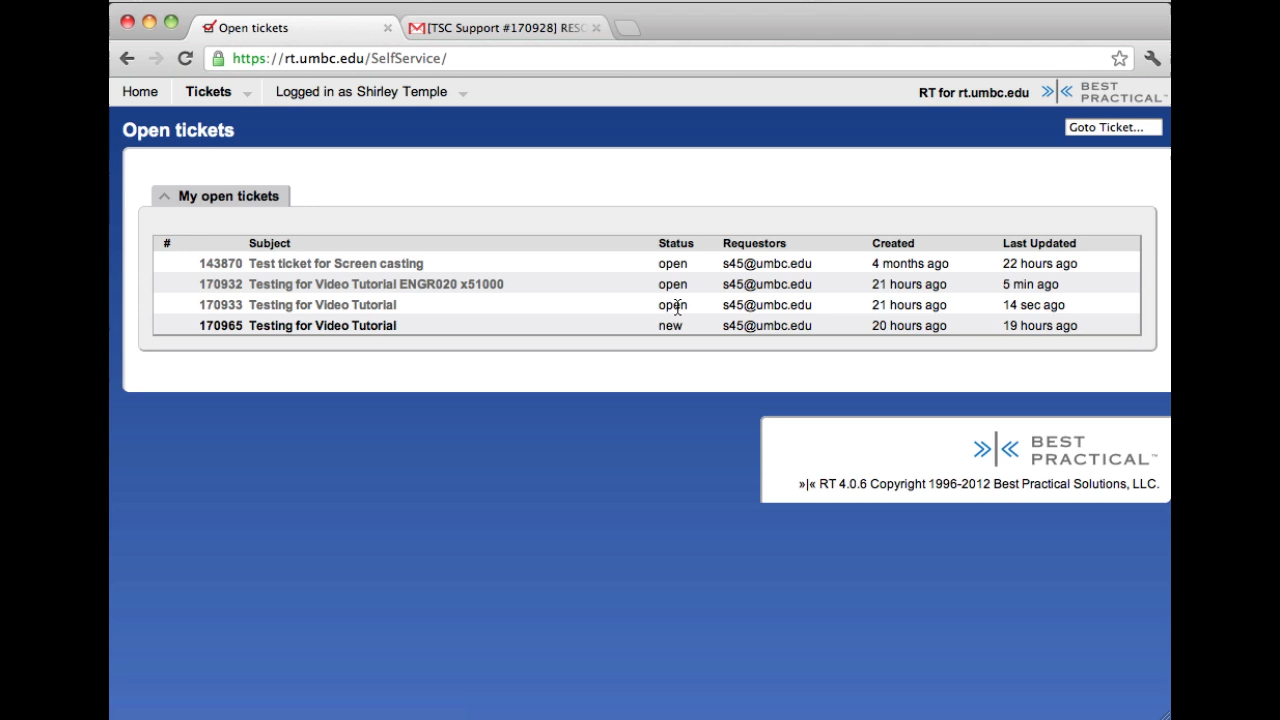 Open tickets
[TSC Support #170928] RESC
https://rt.umbc.edu/SelfService/
Home Tickets Logged in as Shirley Temple RT for rt.umbc.edu »|« BEST PRACTICAL™
Open tickets Goto Ticket...
My open tickets
# Subject Status Requestors Created Last Updated
143870 Test ticket for Screen casting open s45@umbc.edu 4 months ago 22 hours ago
170932 Testing for Video Tutorial ENGR020 x51000 open s45@umbc.edu 21 hours ago 5 min ago
170933 Testing for Video Tutorial open s45@umbc.edu 21 hours ago 14 sec ago
170965 Testing for Video Tutorial new s45@umbc.edu 20 hours ago 19 hours ago
»|« BEST
PRACTICAL™
»|« RT 4.0.6 Copyright 1996-2012 Best Practical Solutions, LLC.